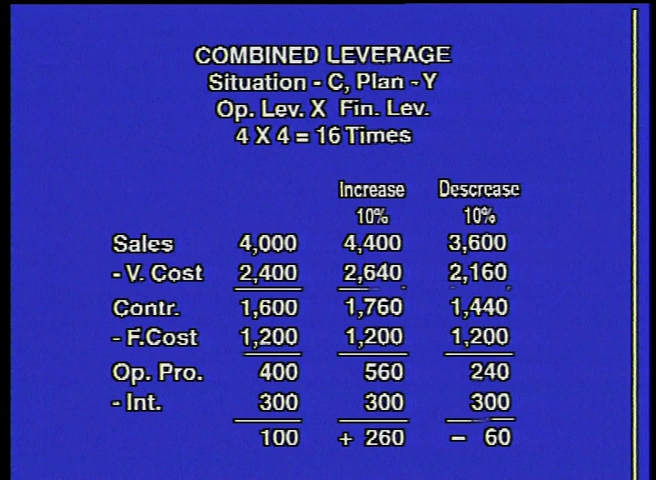 COMBINED LEVERAGE
Situation - C, Plan - Y
Op. Lev. X Fin. Lev.
4 X 4 = 16 Times
Increase Descrease
10% 10%
Sales 4,000 4,400 3,600
- V. Cost 2,400 2,640 2,160
Contr. 1,600 1,760 1,440
- F.Cost 1,200 1,200 1,200
Op. Pro. 400 560 240
- Int. 300 300 300
100 + 260 - 60